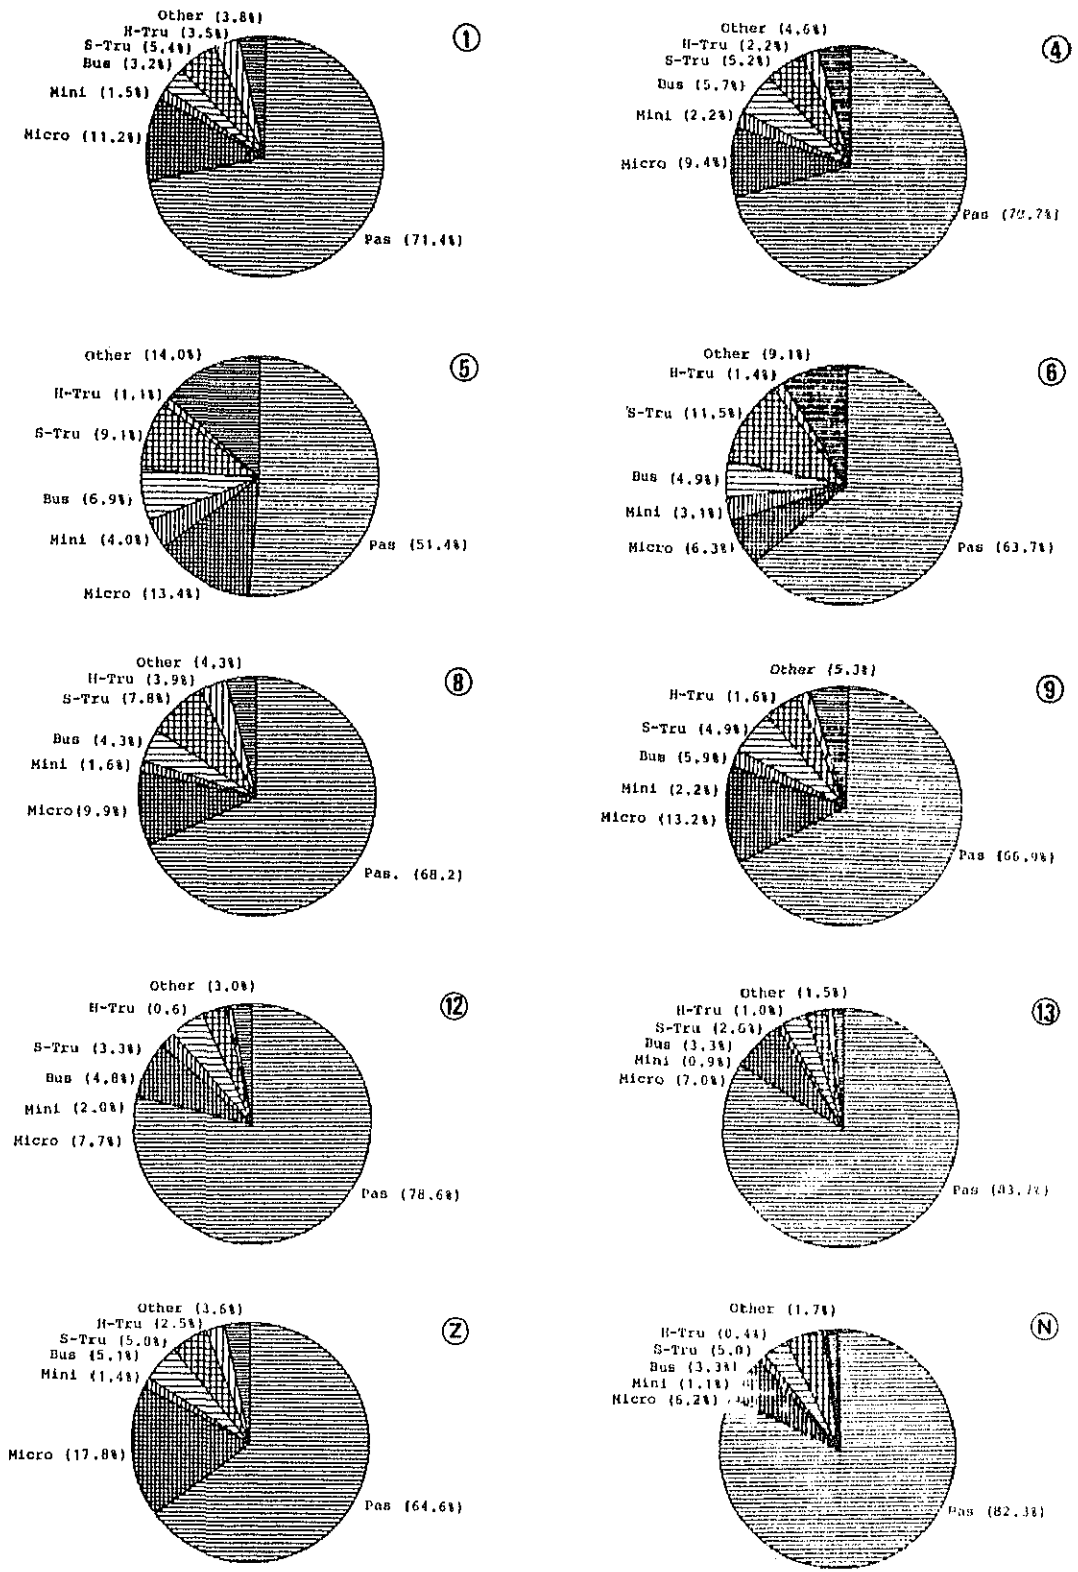 ①
Other (3.8%)
H-Tru (3.5%)
S-Tru (5.4%)
Bus (3.2%)
Mini (1.5%)
Micro (11.2%)
Pas (71.4%)
④
Other (4.6%)
H-Tru (2.2%)
S-Tru (5.2%)
Bus (5.7%)
Mini (2.2%)
Micro (9.4%)
Pas (70.7%)
⑤
Other (14.0%)
H-Tru (1.1%)
S-Tru (9.1%)
Bus (6.9%)
Mini (4.0%)
Micro (13.4%)
Pas (51.4%)
⑥
Other (9.1%)
H-Tru (1.4%)
S-Tru (11.5%)
Bus (4.9%)
Mini (3.1%)
Micro (6.3%)
Pas (63.7%)
⑧
Other (4.3%)
H-Tru (3.9%)
S-Tru (7.8%)
Bus (4.3%)
Mini (1.6%)
Micro(9.9%)
Pas. (68.2)
⑨
Other (5.3%)
H-Tru (1.6%)
S-Tru (4.9%)
Bus (5.9%)
Mini (2.2%)
Micro (13.2%)
Pas (66.9%)
⑫
Other (3.0%)
H-Tru (0.6)
S-Tru (3.3%)
Bus (4.8%)
Mini (2.0%)
Micro (7.7%)
Pas (78.6%)
⑬
Other (1.5%)
H-Tru (1.0%)
S-Tru (2.6%)
Bus (3.3%)
Mini (0.9%)
Micro (7.0%)
Pas
Ⓩ
Other (3.6%)
H-Tru (2.5%)
S-Tru (5.0%)
Bus (5.1%)
Mini (1.4%)
Micro (17.8%)
Pas (64.6%)
Ⓝ
Other (1.7%)
H-Tru (0.4%)
S-Tru (5.0)
Bus (3.3%)
Mini (1.1%)
Micro (6.2%)
Pas (82.3%)